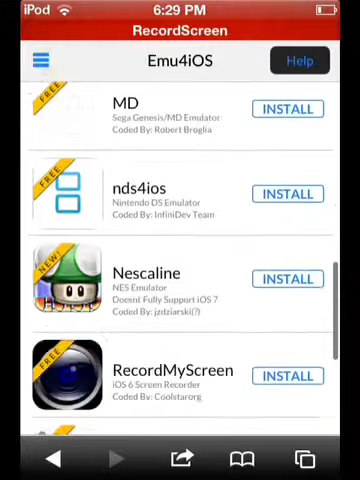 iPod 6:29 PM
RecordScreen
Emu4iOS Help
FREE
MD
Sega Genesis/MD Emulator
Coded By: Robert Broglia
INSTALL
FREE
nds4ios
Nintendo DS Emulator
Coded By: InfiniDev Team
INSTALL
NEW!
Nescaline
NES Emulator
Doesnt Fully Support iOS 7
Coded By: jzdziarski(?)
INSTALL
FREE
RecordMyScreen
iOS 6 Screen Recorder
Coded By: Coolstarorg
INSTALL